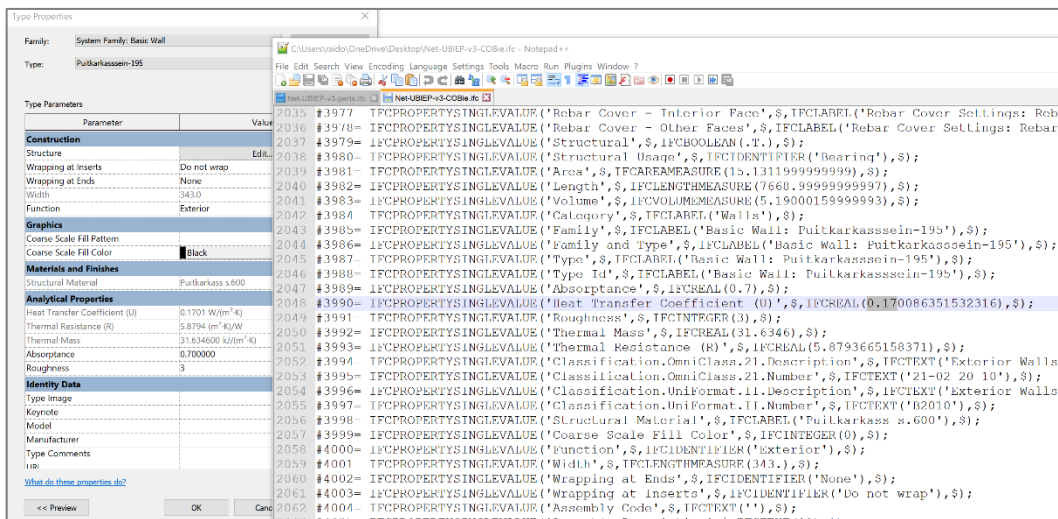 Type Properties
Family: System Family: Basic Wall
Type: Puitkarkasssein-195
Type Parameters
Parameter Value
Construction
Structure Edit...
Wrapping at Inserts Do not wrap
Wrapping at Ends None
Width 343.0
Function Exterior
Graphics
Coarse Scale Fill Pattern
Coarse Scale Fill Color Black
Materials and Finishes
Structural Material Puitkarkass s.600
Analytical Properties
Heat Transfer Coefficient (U) 0.1701 W/(m²·K)
Thermal Resistance (R) 5.8794 (m²·K)/W
Thermal Mass 31.634600 kJ/(m²·K)
Absorptance 0.700000
Roughness 3
Identity Data
Type Image
Keynote
Model
Manufacturer
Type Comments
URL
What do these properties do?
<< Preview OK Canc
C:\Users\raido\OneDrive\Desktop\Net-UBIEP-v3-COBie.ifc - Notepad++
File Edit Search View Encoding Language Settings Tools Macro Run Plugins Window ?
Net-UBIEP-v3-parts.ifc Net-UBIEP-v3-COBie.ifc
2035 #3977= IFCPROPERTYSINGLEVALUE('Rebar Cover - Interior Face',$,IFCLABEL('Rebar Cover Settings: Reb
2036 #3978= IFCPROPERTYSINGLEVALUE('Rebar Cover - Other Faces',$,IFCLABEL('Rebar Cover Settings: Rebar
2037 #3979= IFCPROPERTYSINGLEVALUE('Structural',$,IFCBOOLEAN(.T.),$);
2038 #3980= IFCPROPERTYSINGLEVALUE('Structural Usage',$,IFCIDENTIFIER('Bearing'),$);
2039 #3981= IFCPROPERTYSINGLEVALUE('Area',$,IFCAREAMEASURE(15.1311999999999),$);
2040 #3982= IFCPROPERTYSINGLEVALUE('Length',$,IFCLENGTHMEASURE(7668.99999999997),$);
2041 #3983= IFCPROPERTYSINGLEVALUE('Volume',$,IFCVOLUMEMEASURE(5.19000159999993),$);
2042 #3984= IFCPROPERTYSINGLEVALUE('Category',$,IFCLABEL('Walls'),$);
2043 #3985= IFCPROPERTYSINGLEVALUE('Family',$,IFCLABEL('Basic Wall: Puitkarkasssein-195'),$);
2044 #3986= IFCPROPERTYSINGLEVALUE('Family and Type',$,IFCLABEL('Basic Wall: Puitkarkasssein-195'),$);
2045 #3987= IFCPROPERTYSINGLEVALUE('Type',$,IFCLABEL('Basic Wall: Puitkarkasssein-195'),$);
2046 #3988= IFCPROPERTYSINGLEVALUE('Type Id',$,IFCLABEL('Basic Wall: Puitkarkasssein-195'),$);
2047 #3989= IFCPROPERTYSINGLEVALUE('Absorptance',$,IFCREAL(0.7),$);
2048 #3990= IFCPROPERTYSINGLEVALUE('Heat Transfer Coefficient (U)',$,IFCREAL(0.170086351532316),$);
2049 #3991= IFCPROPERTYSINGLEVALUE('Roughness',$,IFCINTEGER(3),$);
2050 #3992= IFCPROPERTYSINGLEVALUE('Thermal Mass',$,IFCREAL(31.6346),$);
2051 #3993= IFCPROPERTYSINGLEVALUE('Thermal Resistance (R)',$,IFCREAL(5.8793665158371),$);
2052 #3994= IFCPROPERTYSINGLEVALUE('Classification.OmniClass.21.Description',$,IFCTEXT('Exterior Walls
2053 #3995= IFCPROPERTYSINGLEVALUE('Classification.OmniClass.21.Number',$,IFCTEXT('21-02 20 10'),$);
2054 #3996= IFCPROPERTYSINGLEVALUE('Classification.UniFormat.II.Description',$,IFCTEXT('Exterior Walls
2055 #3997= IFCPROPERTYSINGLEVALUE('Classification.UniFormat.II.Number',$,IFCTEXT('B2010'),$);
2056 #3998= IFCPROPERTYSINGLEVALUE('Structural Material',$,IFCLABEL('Puitkarkass s.600'),$);
2057 #3999= IFCPROPERTYSINGLEVALUE('Coarse Scale Fill Color',$,IFCINTEGER(0),$);
2058 #4000= IFCPROPERTYSINGLEVALUE('Function',$,IFCIDENTIFIER('Exterior'),$);
2059 #4001= IFCPROPERTYSINGLEVALUE('Width',$,IFCLENGTHMEASURE(343.),$);
2060 #4002= IFCPROPERTYSINGLEVALUE('Wrapping at Ends',$,IFCIDENTIFIER('None'),$);
2061 #4003= IFCPROPERTYSINGLEVALUE('Wrapping at Inserts',$,IFCIDENTIFIER('Do not wrap'),$);
2062 #4004= IFCPROPERTYSINGLEVALUE('Assembly Code',$,IFCTEXT(''),$);